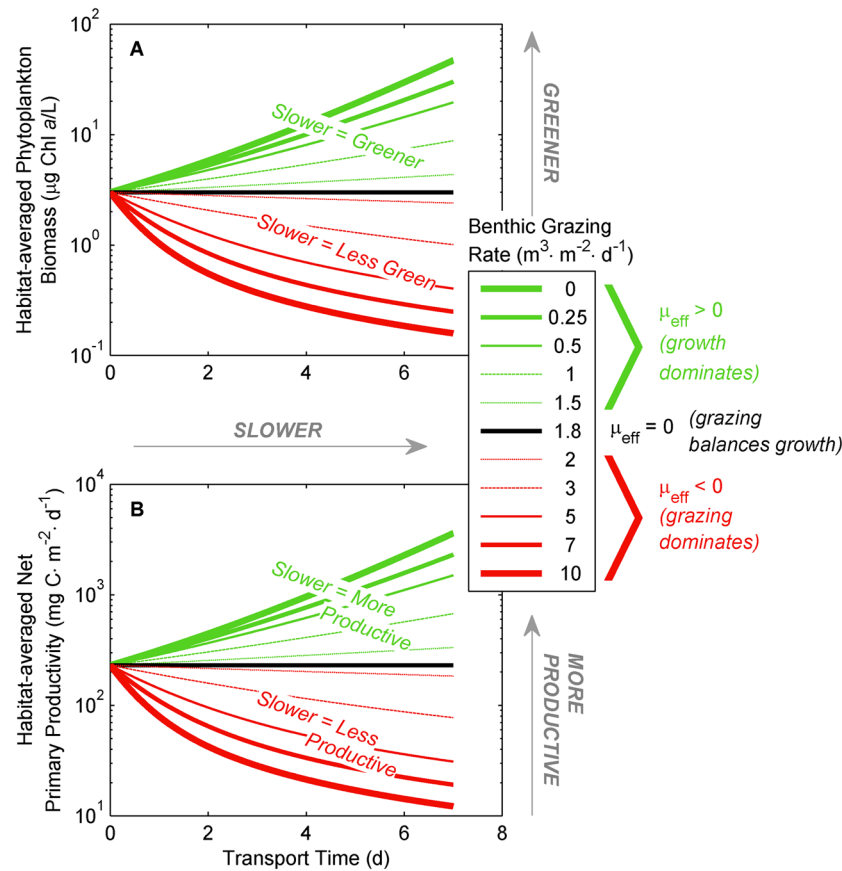 A
Habitat-averaged Phytoplankton
Biomass (µg Chl a/L)
10²
10¹
10⁰
10⁻¹
0 2 4 6
Slower = Greener
Slower = Less Green
GREENER
Benthic Grazing
Rate (m³· m⁻²· d⁻¹)
0
0.25
0.5
1
1.5
1.8
2
3
5
7
10
μeff > 0
(growth
dominates)
μeff = 0 (grazing
balances growth)
μeff < 0
(grazing
dominates)
SLOWER
B
Habitat-averaged Net
Primary Productivity (mg C· m⁻²· d⁻¹)
10⁴
10³
10²
10¹
Slower = More
Productive
Slower = Less
Productive
0 2 4 6 8
Transport Time (d)
MORE
PRODUCTIVE